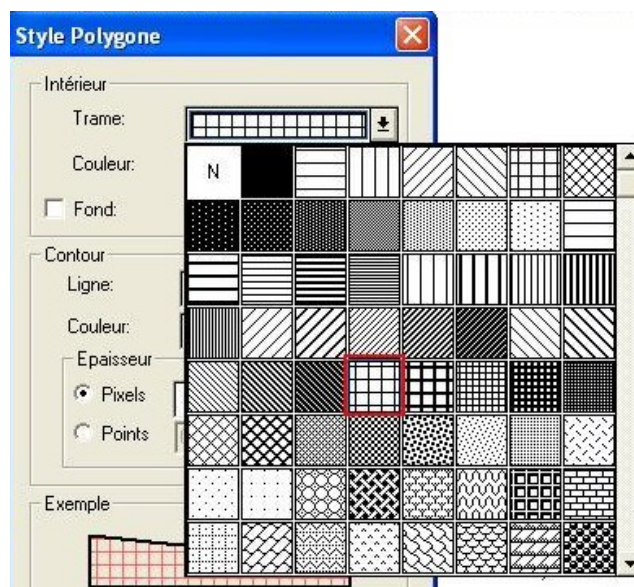 Style Polygone
Intérieur
Trame:
Couleur:
N
Fond:
Contour
Ligne:
Couleur:
Epaisseur
Pixels
Points
Exemple